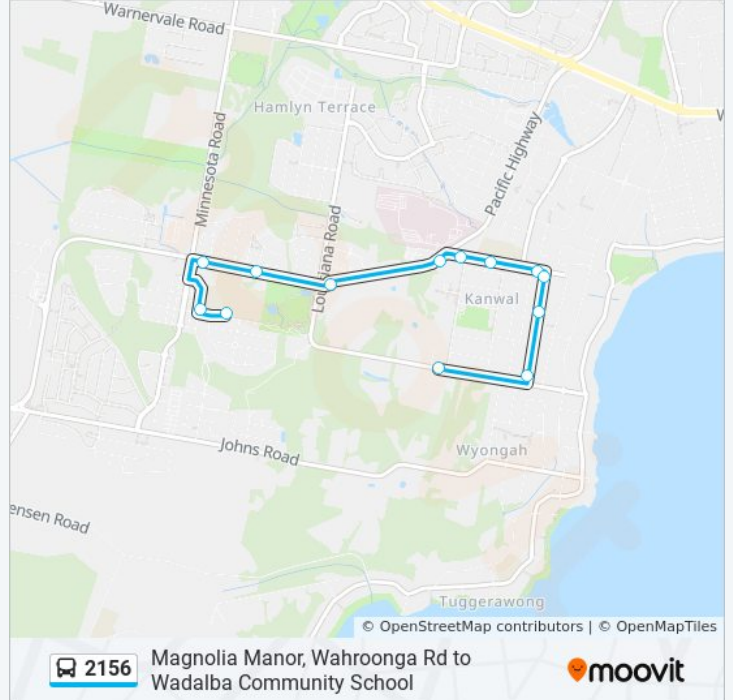 Warnervale Road
Hamlyn Terrace
Minnesota Road
Pacific Highway
Louisiana Road
Kanwal
Wyongah
Johns Road
ensen Road
Tuggerawong
© OpenStreetMap contributors | © OpenMapTiles
2156
Magnolia Manor, Wahroonga Rd to
Wadalba Community School
moovit